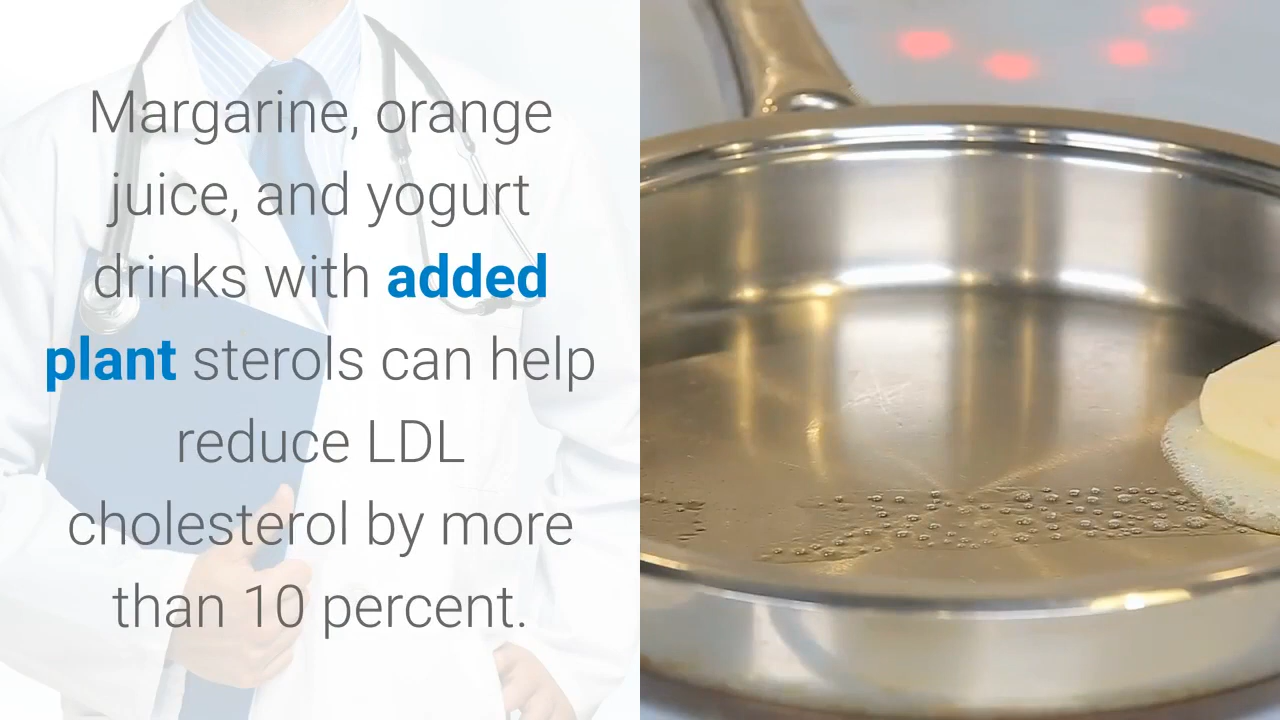 Margarine, orange
juice, and yogurt
drinks with added
plant sterols can help
reduce LDL
cholesterol by more
than 10 percent.